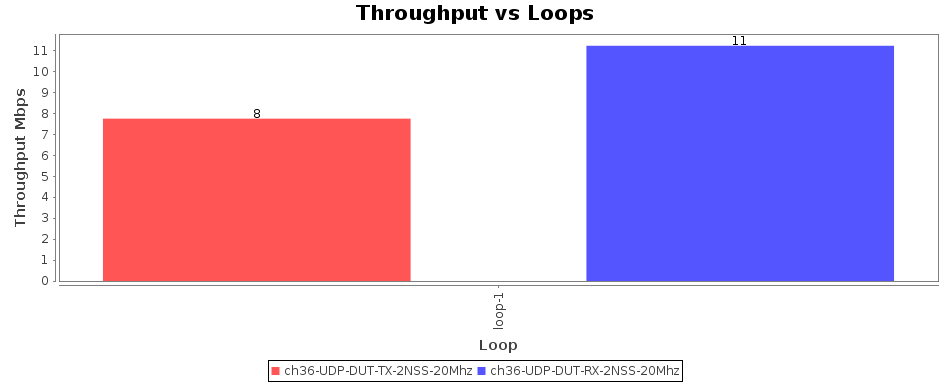 Throughput vs Loops
Throughput Mbps
11
10
9
8
7
6
5
4
3
2
1
0
8
11
loop-1
Loop
ch36-UDP-DUT-TX-2NSS-20Mhz ch36-UDP-DUT-RX-2NSS-20Mhz